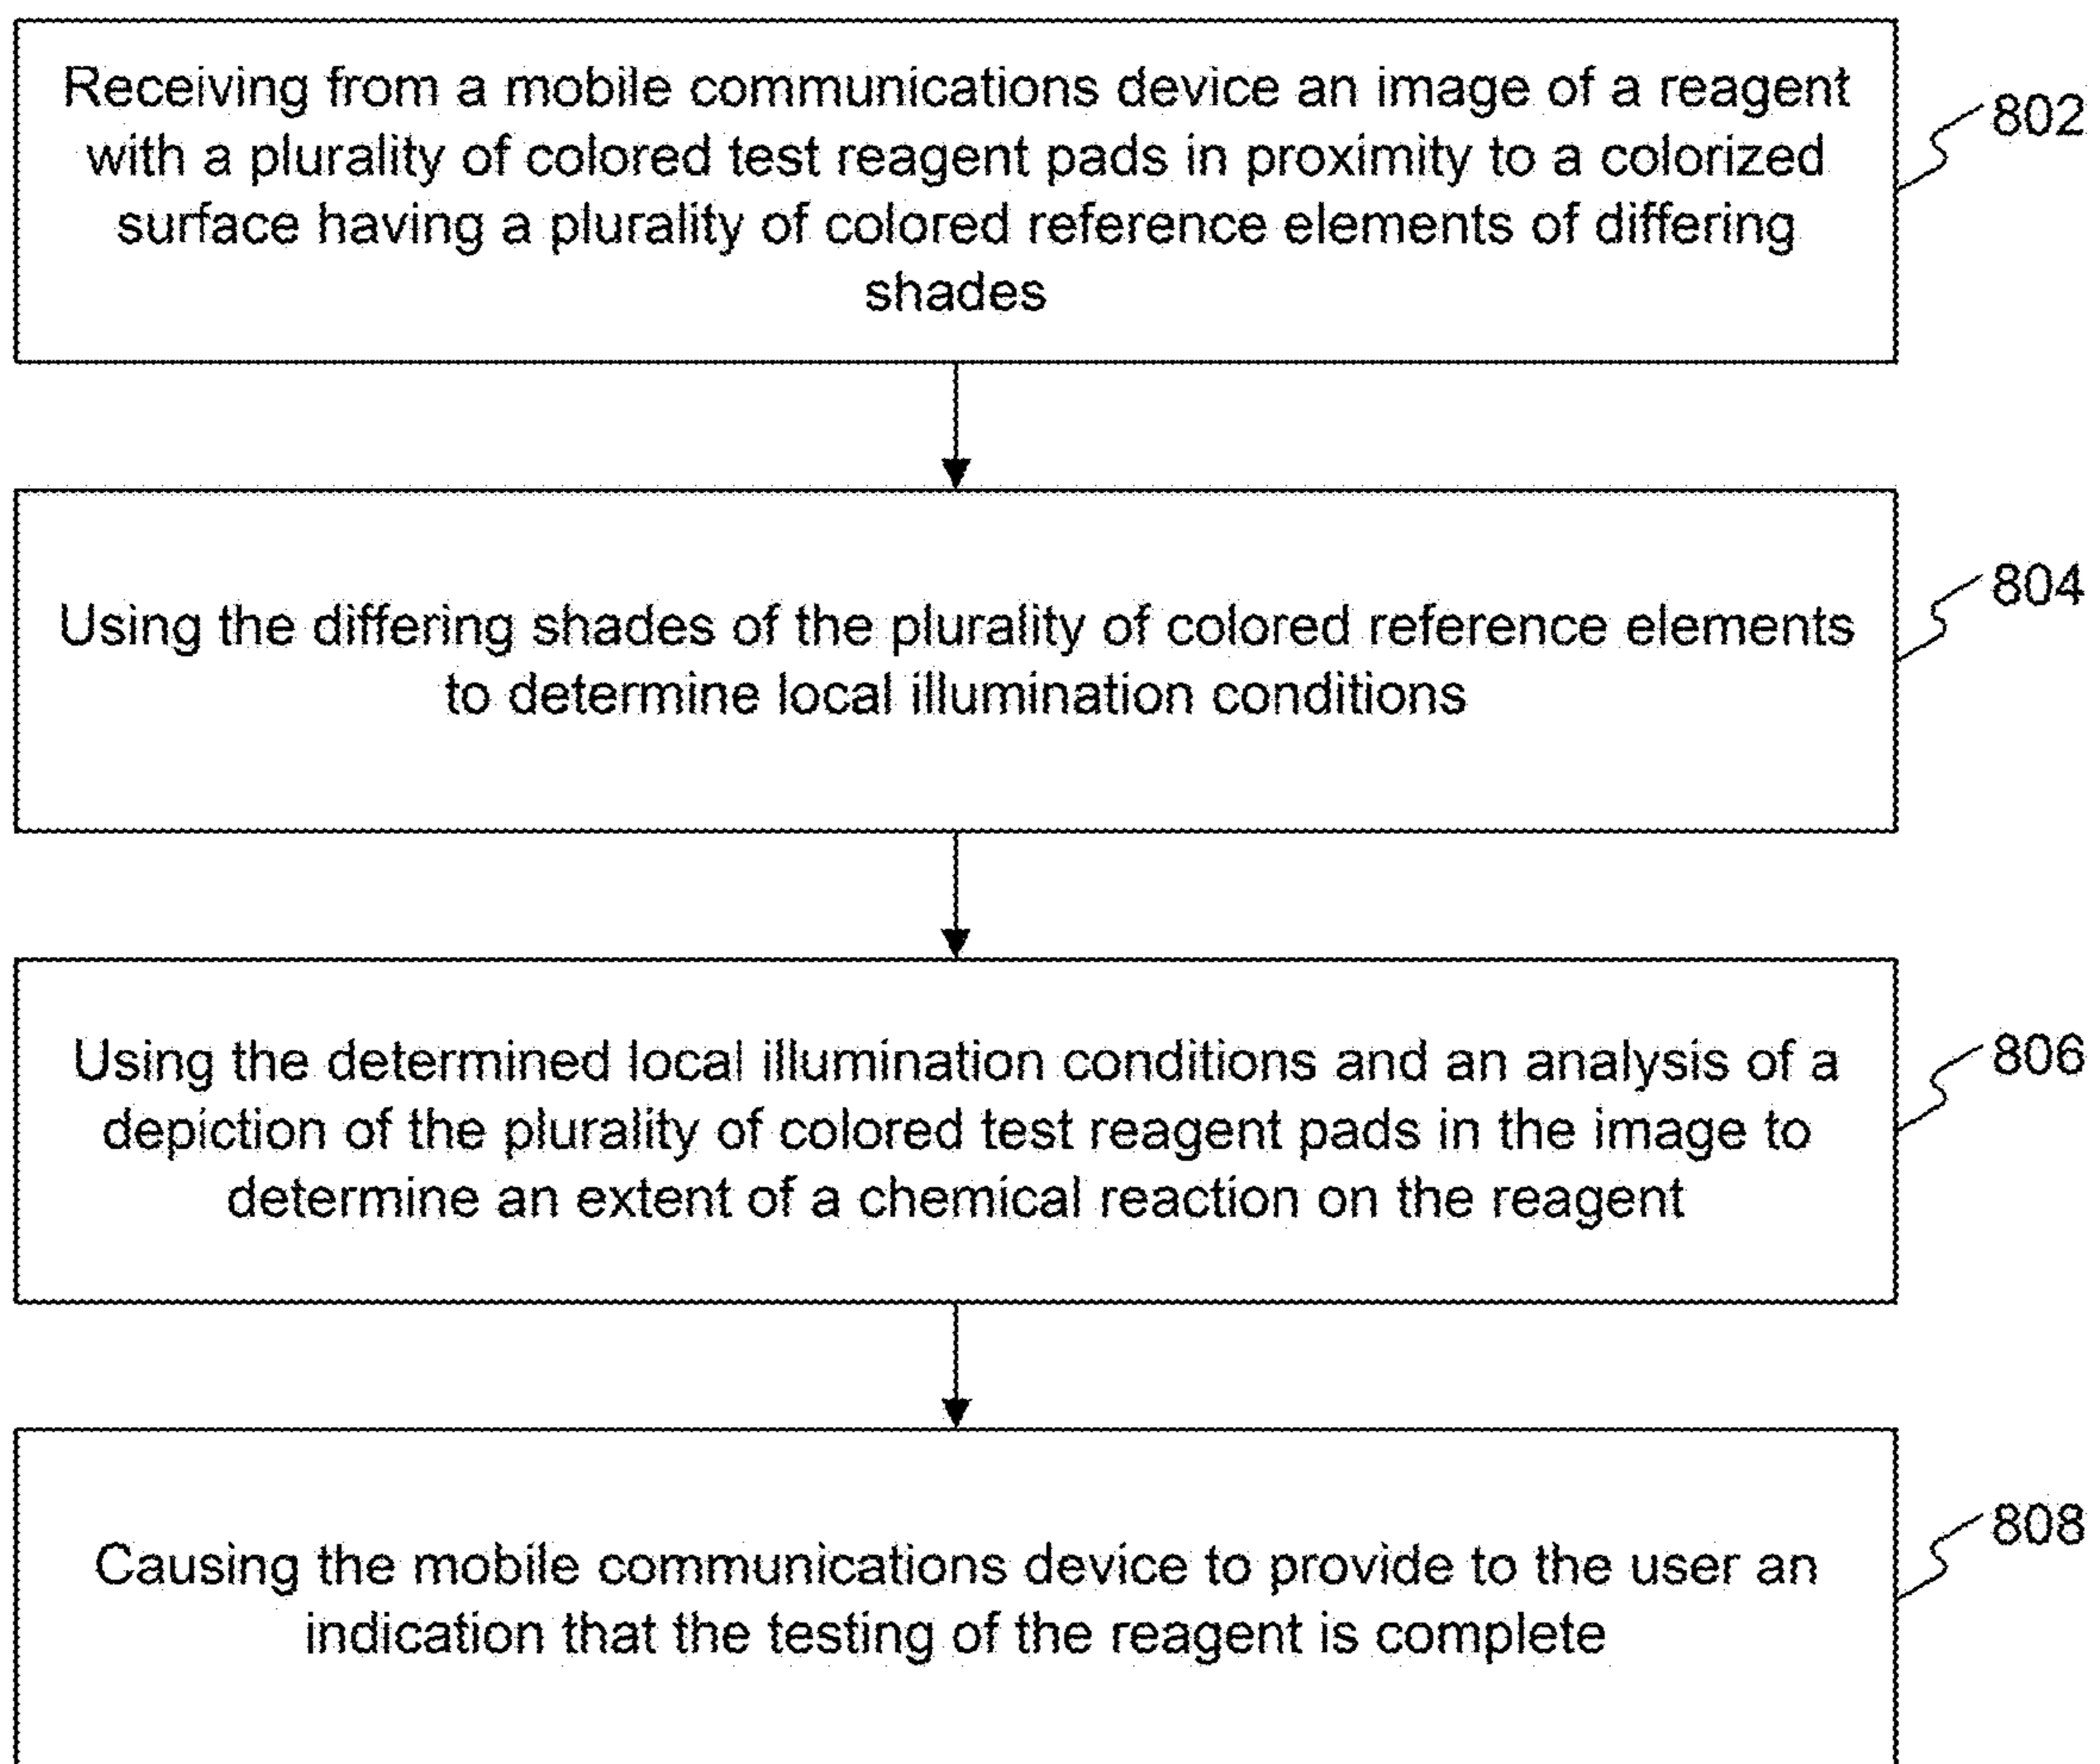 Receiving from a mobile communications device an image of a reagent
with a plurality of colored test reagent pads in proximity to a colorized
surface having a plurality of colored reference elements of differing
shades
802
Using the differing shades of the plurality of colored reference elements
to determine local illumination conditions
804
Using the determined local illumination conditions and an analysis of a
depiction of the plurality of colored test reagent pads in the image to
determine an extent of a chemical reaction on the reagent
806
Causing the mobile communications device to provide to the user an
indication that the testing of the reagent is complete
808